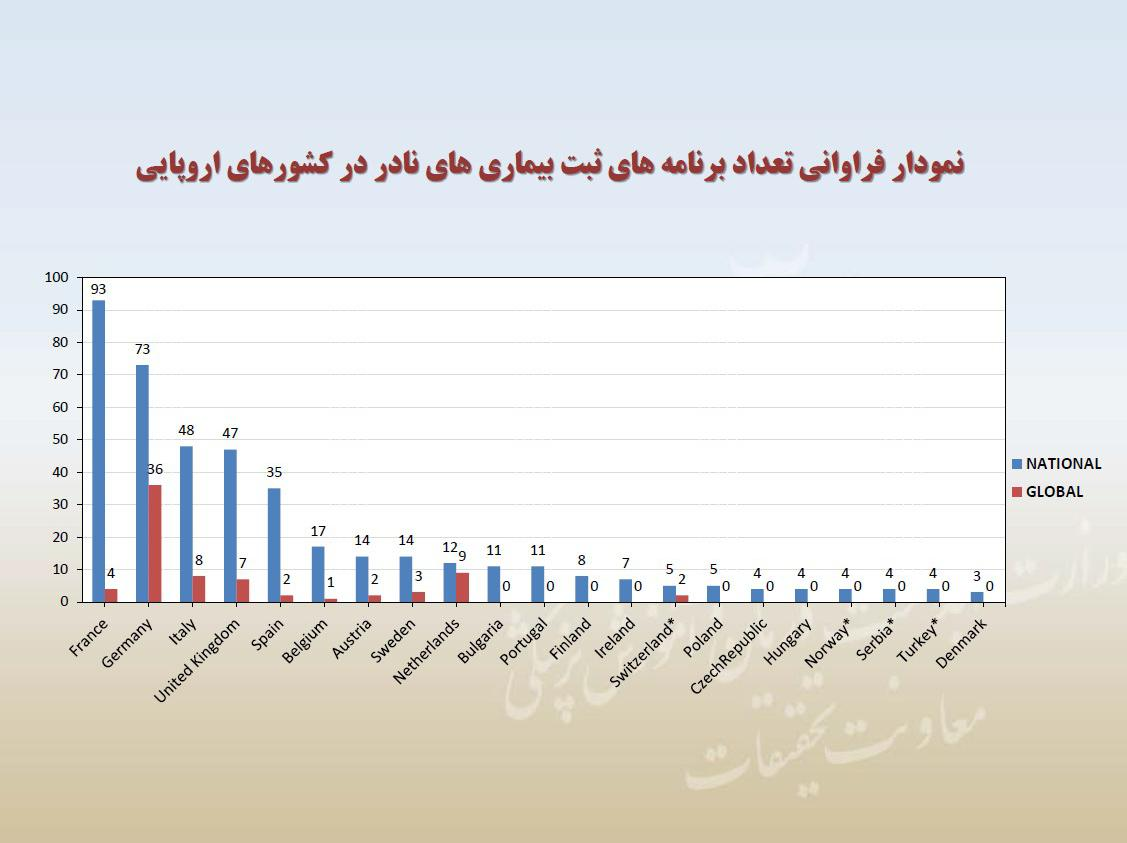 نمودار فراوانی تعداد برنامه های ثبت بیماری های نادر در کشورهای اروپایی
100
90
80
70
60
50
40
30
20
10
0
93 4
73 36
48 8
47 7
35 2
17 1
14 2
14 3
12 9
11 0
11 0
8 0
7 0
5 2
5 0
4 0
4 0
4 0
4 0
4 0
3 0
France
Germany
Italy
United Kingdom
Spain
Belgium
Austria
Sweden
Netherlands
Bulgaria
Portugal
Finland
Ireland
Switzerland*
Poland
CzechRepublic
Hungary
Norway*
Serbia*
Turkey*
Denmark
NATIONAL
GLOBAL
معاونت تحقیقات